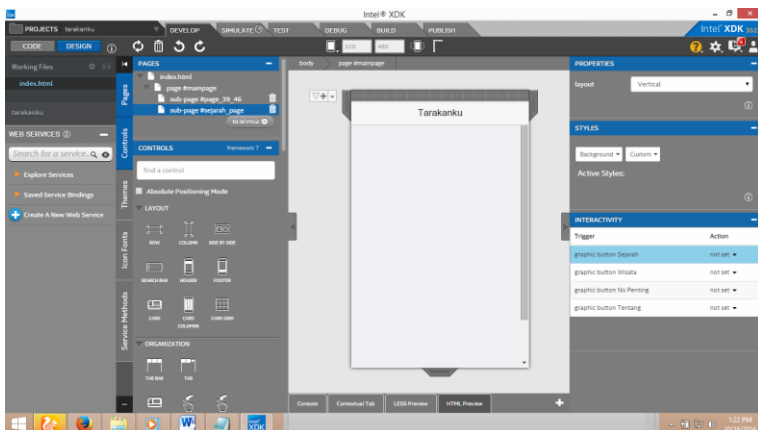 Intel® XDK
PROJECTS tarakanku
DEVELOP SIMULATE TEST DEBUG BUILD PUBLISH
Intel® XDK
CODE DESIGN
320 480
Working Files
index.html
tarakanku
WEB SERVICES
Search for a service..
Explore Services
Saved Service Bindings
Create A New Web Service
Pages
Controls
Themes
Icon Fonts
Service Methods
PAGES
index.html
page #mainpage
sub-page #page_39_46
sub-page #sejarah_page
NEW PAGE
CONTROLS framework 7
find a control
Absolute Positioning Mode
LAYOUT
ROW COLUMN SIDE BY SIDE
SEARCH BAR HEADER FOOTER
CARD CARD COLUMNS CARD GRID
ORGANIZATION
TAB BAR TAB
body page #mainpage
Tarakanku
Console Contextual Tab LESS Preview HTML Preview
PROPERTIES
layout Vertical
STYLES
Background Custom
Active Styles:
INTERACTIVITY
Trigger Action
graphic button Sejarah not set
graphic button Wisata not set
graphic button No Penting not set
graphic button Tentang not set
XDK
1:22 PM